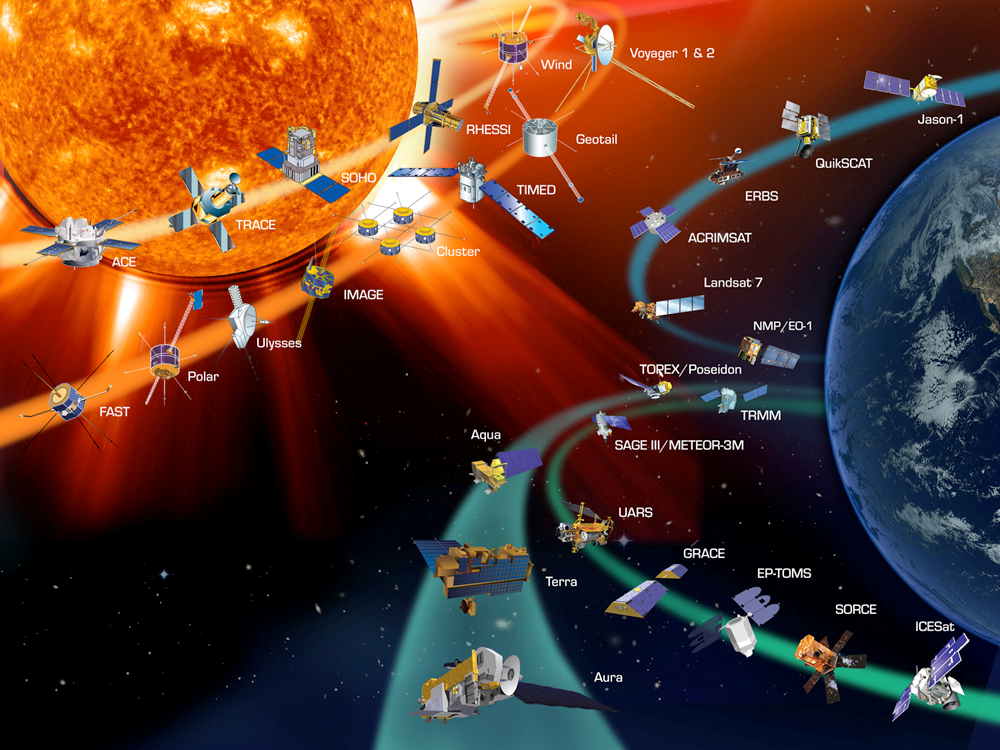 Wind
Voyager 1 & 2
Jason-1
RHESSI
Geotail
QuikSCAT
SOHO
TIMED
ERBS
TRACE
ACRIMSAT
Cluster
ACE
Landsat 7
IMAGE
NMP/EO-1
Ulysses
TOPEX/Poseidon
Polar
FAST
TRMM
Aqua
SAGE III/METEOR-3M
UARS
GRACE
Terra
EP-TOMS
SORCE
ICESat
Aura